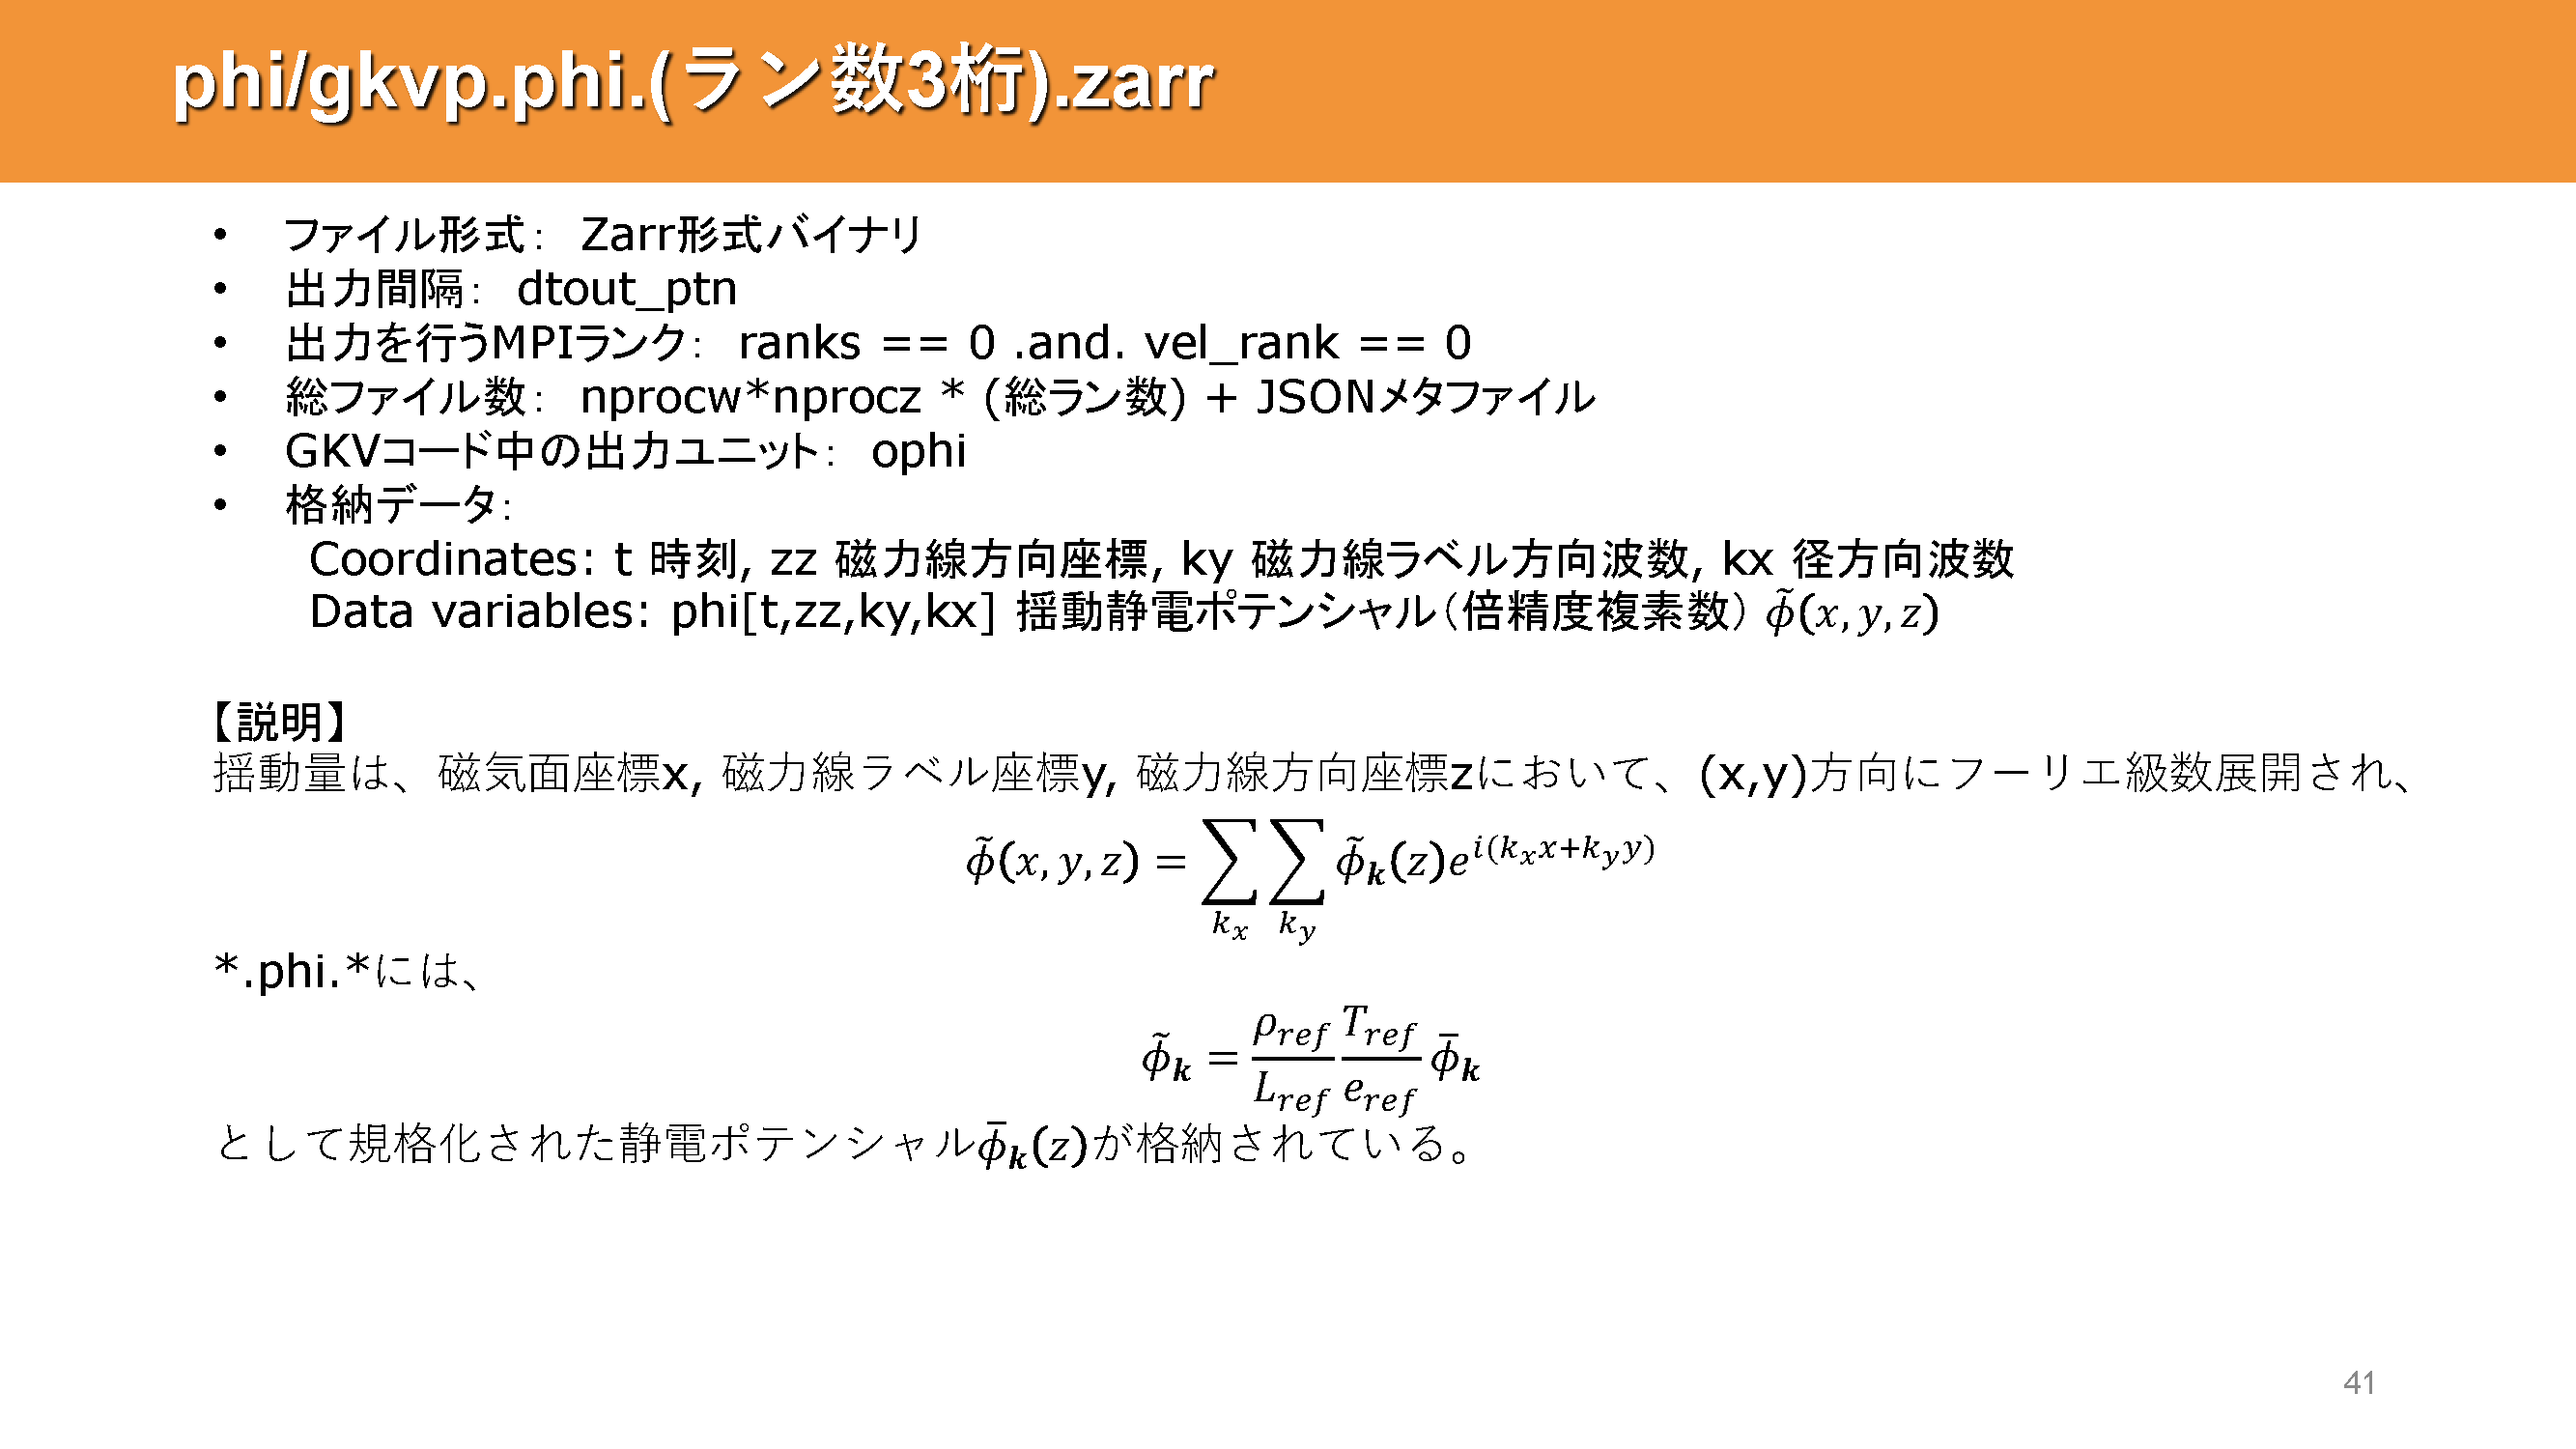 phi/gkvp.phi.(ラン数3桁).zarr
• ファイル形式： Zarr形式バイナリ
• 出力間隔： dtout_ptn
• 出力を行うMPIランク： ranks == 0 .and. vel_rank == 0
• 総ファイル数： nprocw*nprocz * (総ラン数) + JSONメタファイル
• GKVコード中の出力ユニット： ophi
• 格納データ：
Coordinates: t 時刻, zz 磁力線方向座標, ky 磁力線ラベル方向波数, kx 径方向波数
Data variables: phi[t,zz,ky,kx] 揺動静電ポテンシャル（倍精度複素数） $\tilde{\phi}(x, y, z)$
【説明】
揺動量は、磁気面座標x, 磁力線ラベル座標y, 磁力線方向座標zにおいて、(x,y)方向にフーリエ級数展開され、
$\tilde{\phi}(x, y, z) = \sum_{k_x} \sum_{k_y} \tilde{\phi}_{\boldsymbol{k}}(z) e^{i(k_x x + k_y y)}$
*.phi.*には、
$\tilde{\phi}_{\boldsymbol{k}} = \frac{\rho_{ref}}{L_{ref}} \frac{T_{ref}}{e_{ref}} \bar{\phi}_{\boldsymbol{k}}$
として規格化された静電ポテンシャル$\bar{\phi}_{\boldsymbol{k}}(z)$が格納されている。
41